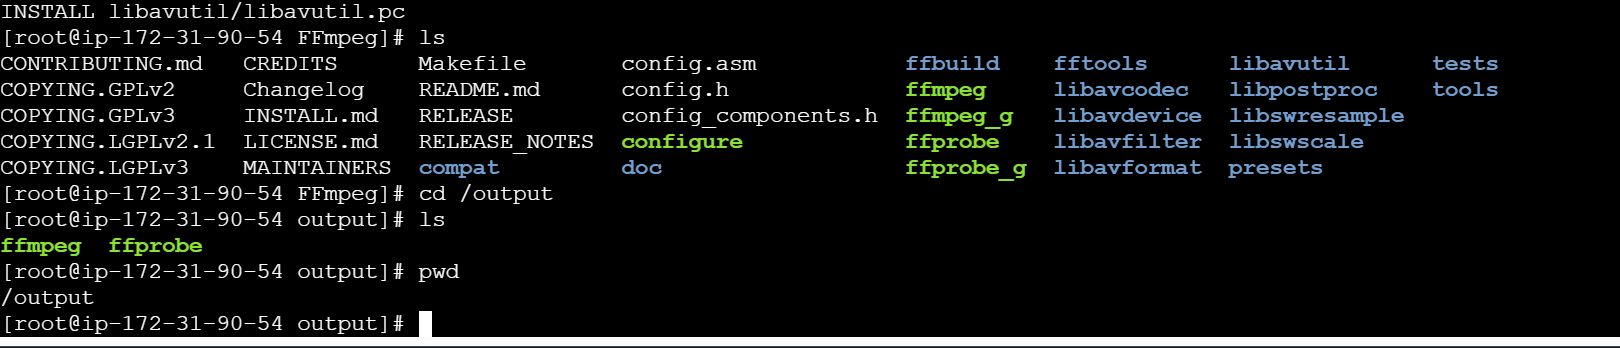 INSTALL libavutil/libavutil.pc
[root@ip-172-31-90-54 FFmpeg]# ls
CONTRIBUTING.md CREDITS Makefile config.asm ffbuild fftools libavutil tests
COPYING.GPLv2 Changelog README.md config.h ffmpeg libavcodec libpostproc tools
COPYING.GPLv3 INSTALL.md RELEASE config_components.h ffmpeg_g libavdevice libswresample
COPYING.LGPLv2.1 LICENSE.md RELEASE_NOTES configure ffprobe libavfilter libswscale
COPYING.LGPLv3 MAINTAINERS compat doc ffprobe_g libavformat presets
[root@ip-172-31-90-54 FFmpeg]# cd /output
[root@ip-172-31-90-54 output]# ls
ffmpeg ffprobe
[root@ip-172-31-90-54 output]# pwd
/output
[root@ip-172-31-90-54 output]#